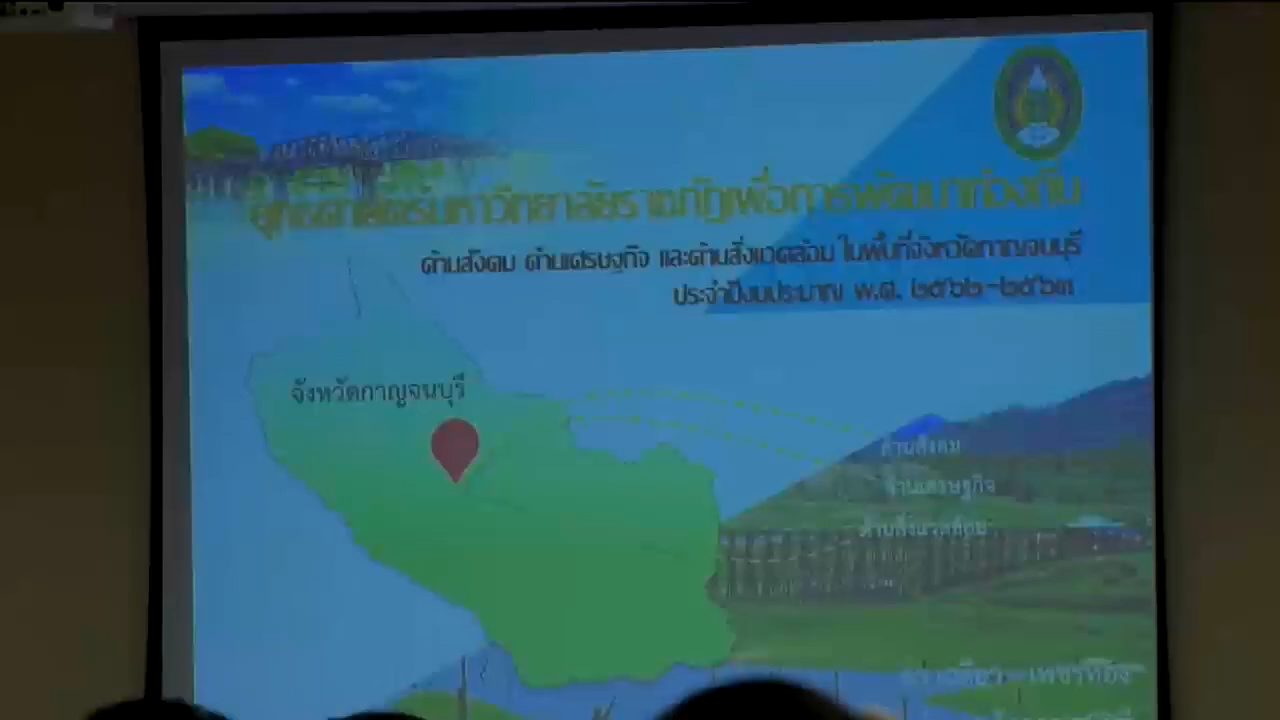 ยุทธศาสตร์มหาวิทยาลัยราชภัฏเพื่อการพัฒนาท้องถิ่น
ด้านสังคม ด้านเศรษฐกิจ และด้านสิ่งแวดล้อม ในพื้นที่จังหวัดกาญจนบุรี
ประจำปีงบประมาณ พ.ศ. ๒๕๖๒-๒๕๖๓
จังหวัดกาญจนบุรี
ด้านสังคม
ด้านเศรษฐกิจ
ด้านสิ่งแวดล้อม